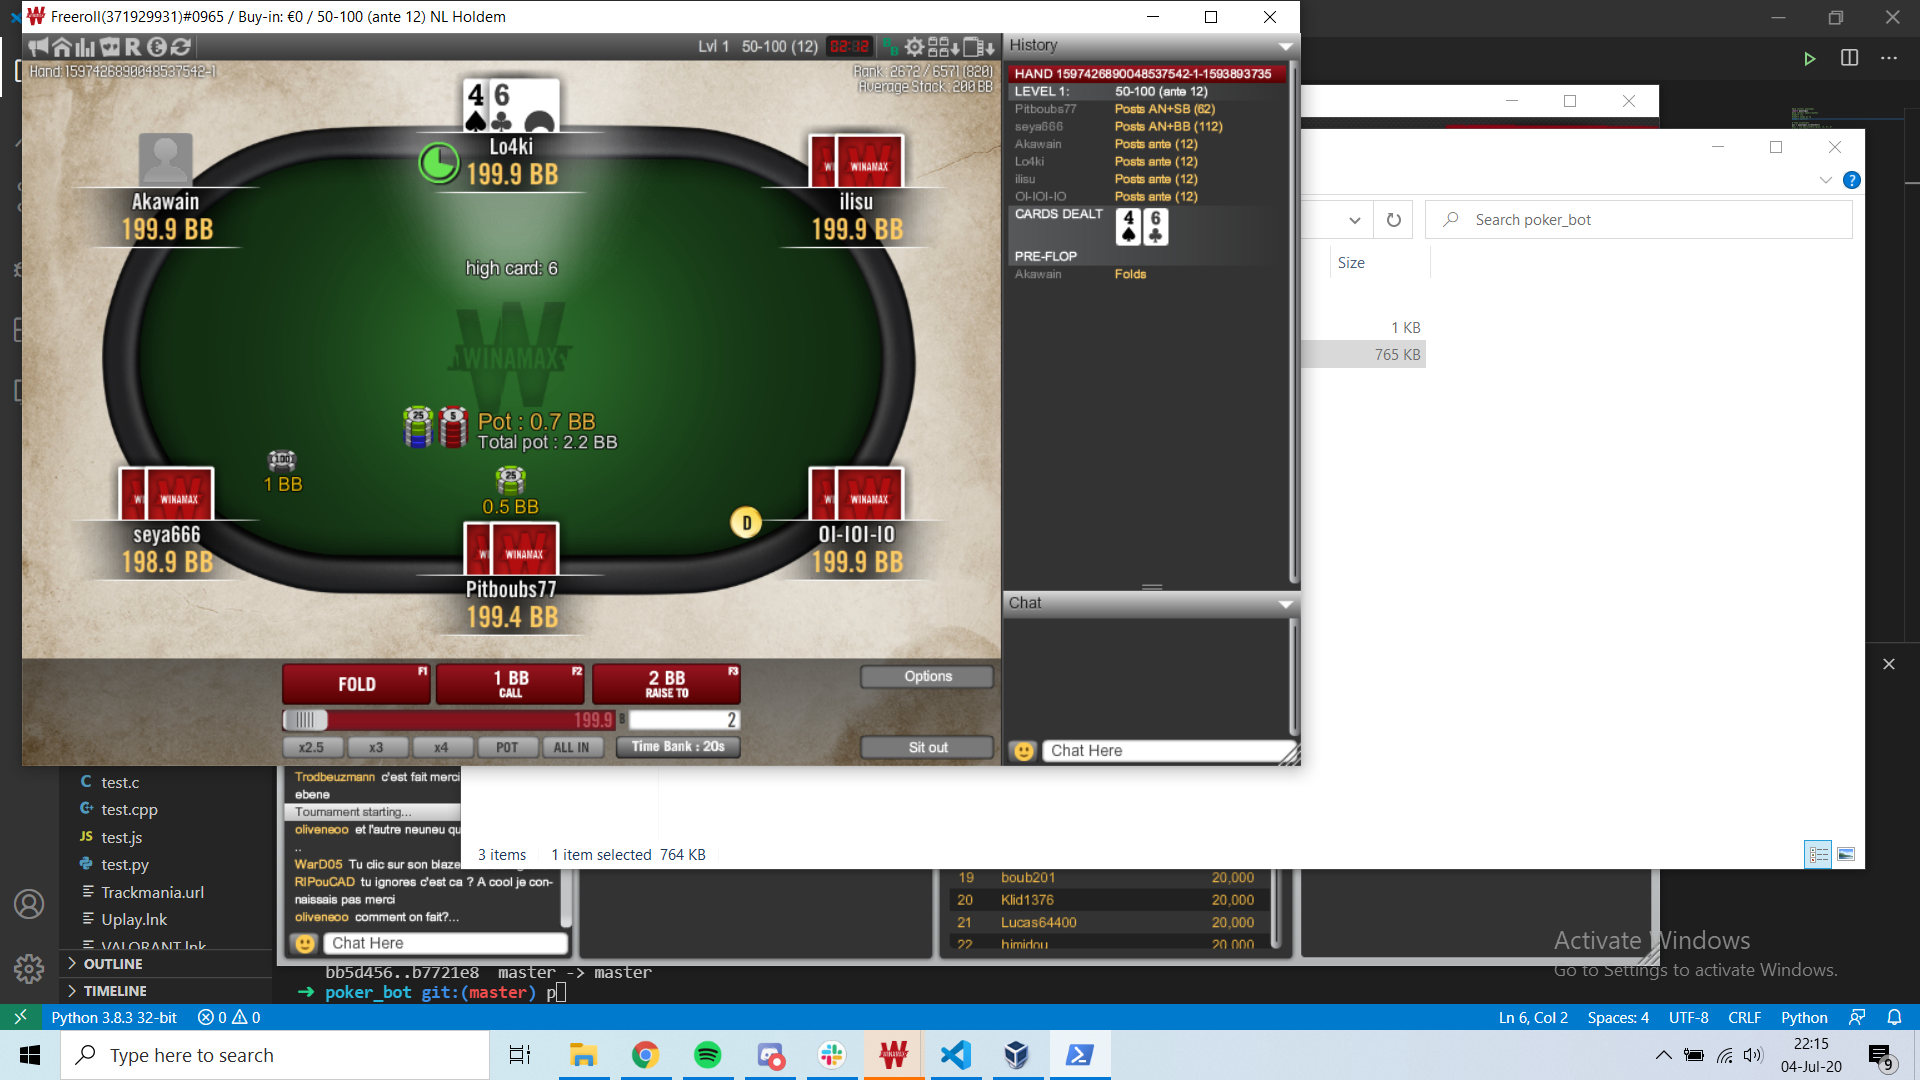 Freeroll(371929931)#0965 / Buy-in: €0 / 50-100 (ante 12) NL Holdem
Lvl 1 50-100 (12) 02:32
Hand:1597426890048537542-1
Rank: 2672 / 6571 (820)
Average Stack: 200 BB
4 6
Lo4ki
199.9 BB
Akawain
199.9 BB
W WINAMAX
ilisu
199.9 BB
high card: 6
WINAMAX
25 5 Pot : 0.7 BB
Total pot : 2.2 BB
100
1 BB
25
0.5 BB
W WINAMAX
seya666
198.9 BB
W WINAMAX
Pitboubs77
199.4 BB
D
W WINAMAX
OI-IOI-IO
199.9 BB
FOLD F1
1 BB F2
CALL
2 BB F3
RAISE TO
199.9 B 2
x2.5 x3 x4 POT ALL IN Time Bank : 20s
Options
Sit out
History
HAND 1597426890048537542-1-1593893735
LEVEL 1: 50-100 (ante 12)
Pitboubs77 Posts AN+SB (62)
seya666 Posts AN+BB (112)
Akawain Posts ante (12)
Lo4ki Posts ante (12)
ilisu Posts ante (12)
OI-IOI-IO Posts ante (12)
CARDS DEALT 4 6
PRE-FLOP
Akawain Folds
Chat
Chat Here
Search poker_bot
Size
1 KB
765 KB
3 items 1 item selected 764 KB
test.c
test.cpp
JS test.js
test.py
Trackmania.url
Uplay.lnk
VALORANT.lnk
OUTLINE
TIMELINE
Trodbeuzmann c'est fait merci
ebene
Tournament starting...
oliveneoo et l'autre neuneu qu
..
WarD05 Tu clic sur son blaze
RIPouCAD tu ignores c'est ca ? A cool je con-
naissais pas merci
oliveneoo comment on fait?...
Chat Here
19 boub201 20,000
20 Klid1376 20,000
21 Lucas64400 20,000
22 himidou 20,000
Activate Windows
Go to Settings to activate Windows.
bb5d456..b7721e8 master -> master
→ poker_bot git:(master) p
Python 3.8.3 32-bit 0 0
Ln 6, Col 2 Spaces: 4 UTF-8 CRLF Python
Type here to search
WINAMAX
22:15
04-Jul-20
9